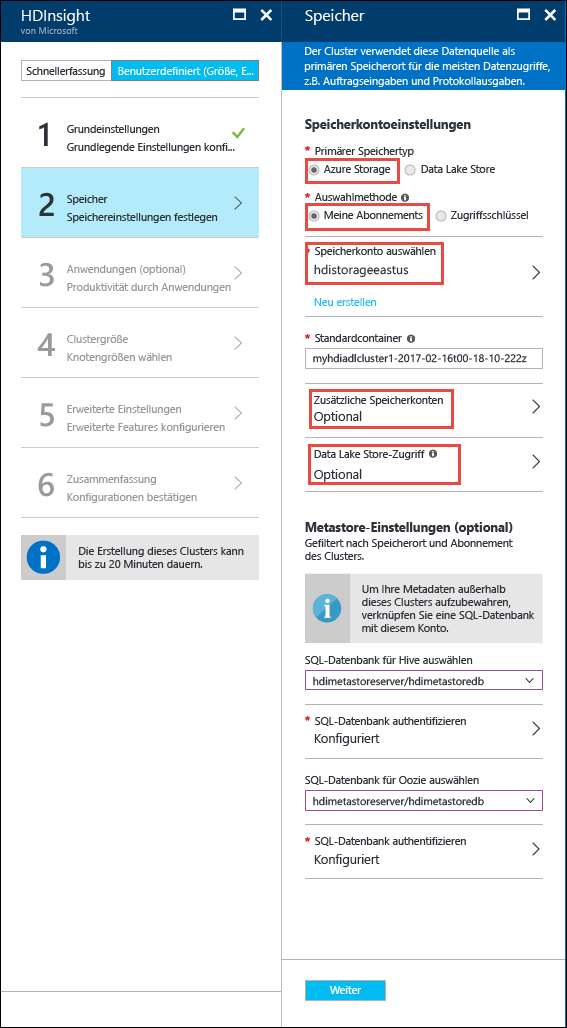 HDInsight
von Microsoft
Schnellerfassung
Benutzerdefiniert (Größe, E...
1
Grundeinstellungen
Grundlegende Einstellungen konfi...
2
Speicher
Speichereinstellungen festlegen
3
Anwendungen (optional)
Produktivität durch Anwendungen
4
Clustergröße
Knotengrößen wählen
5
Erweiterte Einstellungen
Erweiterte Features konfigurieren
6
Zusammenfassung
Konfigurationen bestätigen
Die Erstellung dieses Clusters kann
bis zu 20 Minuten dauern.
Speicher
Der Cluster verwendet diese Datenquelle als
primären Speicherort für die meisten Datenzugriffe,
z.B. Auftragseingaben und Protokollausgaben.
Speicherkontoeinstellungen
* Primärer Speichertyp
Azure Storage
Data Lake Store
* Auswahlmethode
Meine Abonnements
Zugriffsschlüssel
* Speicherkonto auswählen
hdistorageeastus
Neu erstellen
* Standardcontainer
myhdiadlcluster1-2017-02-16t00-18-10-222z
Zusätzliche Speicherkonten
Optional
Data Lake Store-Zugriff
Optional
Metastore-Einstellungen (optional)
Gefiltert nach Speicherort und Abonnement
des Clusters.
Um Ihre Metadaten außerhalb
dieses Clusters aufzubewahren,
verknüpfen Sie eine SQL-Datenbank
mit diesem Konto.
SQL-Datenbank für Hive auswählen
hdimetastoreserver/hdimetastoredb
* SQL-Datenbank authentifizieren
Konfiguriert
SQL-Datenbank für Oozie auswählen
hdimetastoreserver/hdimetastoredb
* SQL-Datenbank authentifizieren
Konfiguriert
Weiter